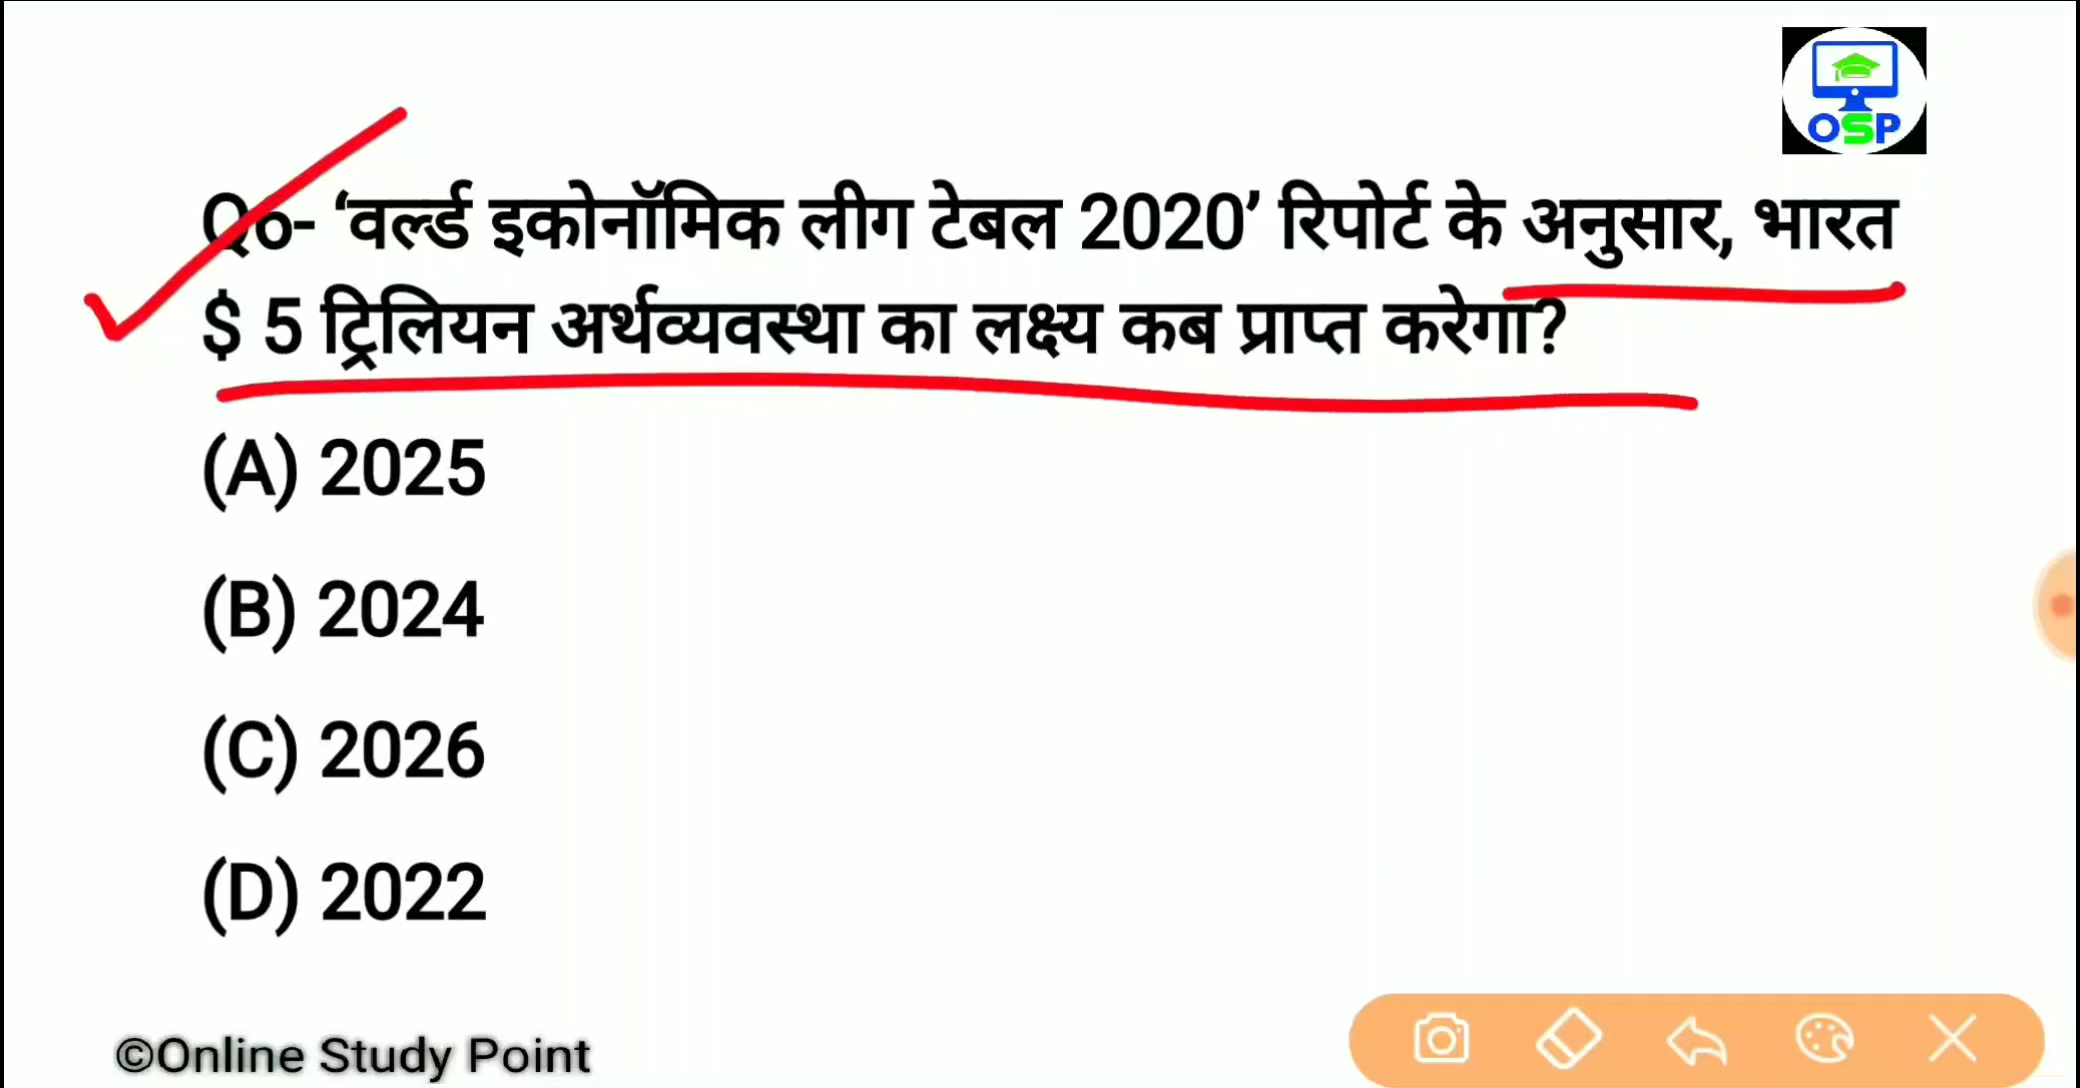 OSP
Q6- ‘वर्ल्ड इकोनॉमिक लीग टेबल 2020’ रिपोर्ट के अनुसार, भारत
$ 5 ट्रिलियन अर्थव्यवस्था का लक्ष्य कब प्राप्त करेगा?
(A) 2025
(B) 2024
(C) 2026
(D) 2022
©Online Study Point